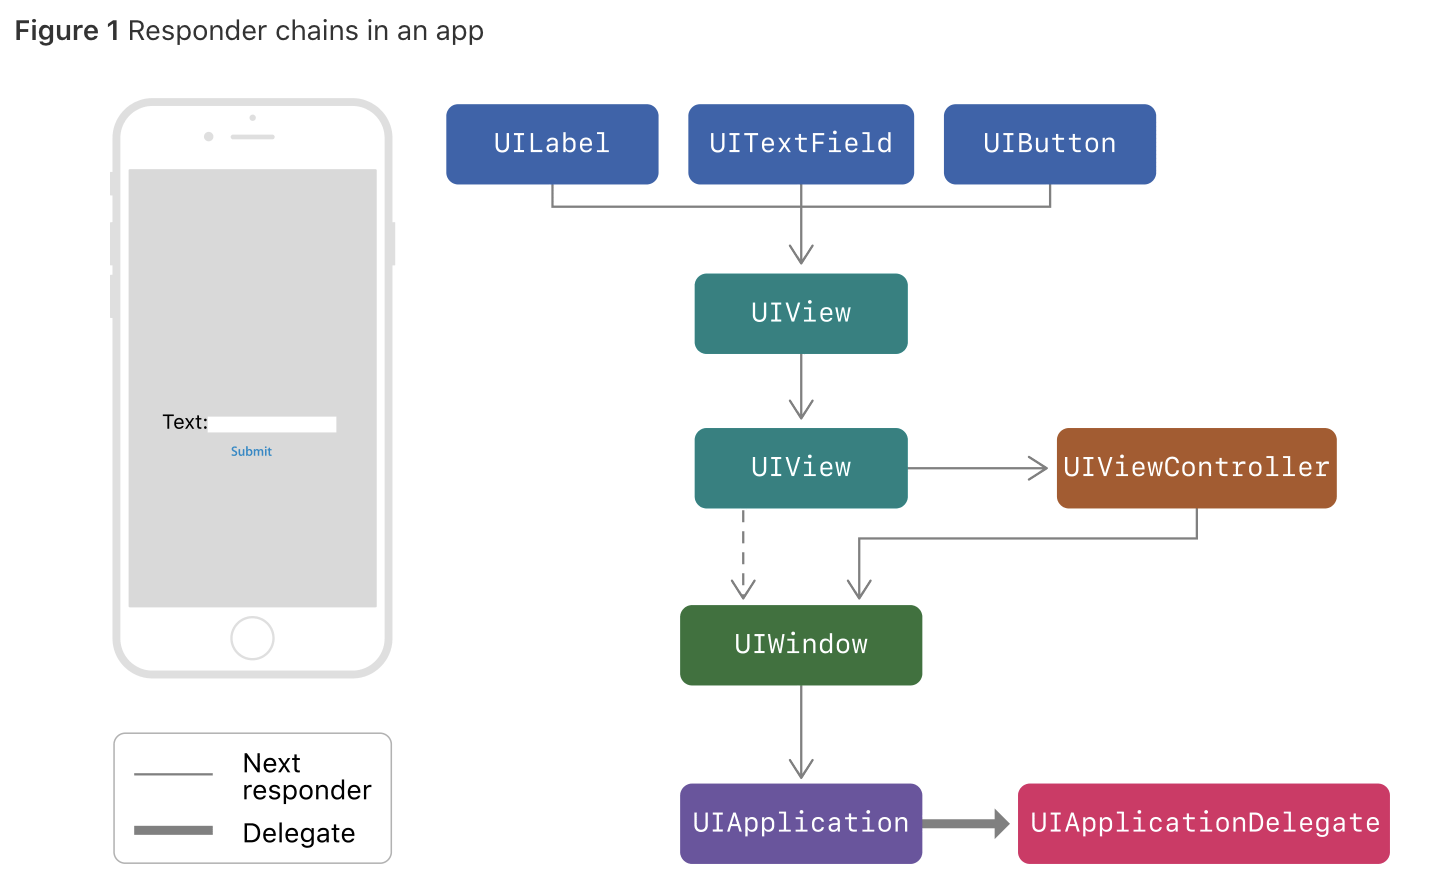 Figure 1 Responder chains in an app
UILabel
UITextField
UIButton
UIView
Text:
Submit
UIView
UIViewController
UIWindow
Next
responder
Delegate
UIApplication
UIApplicationDelegate